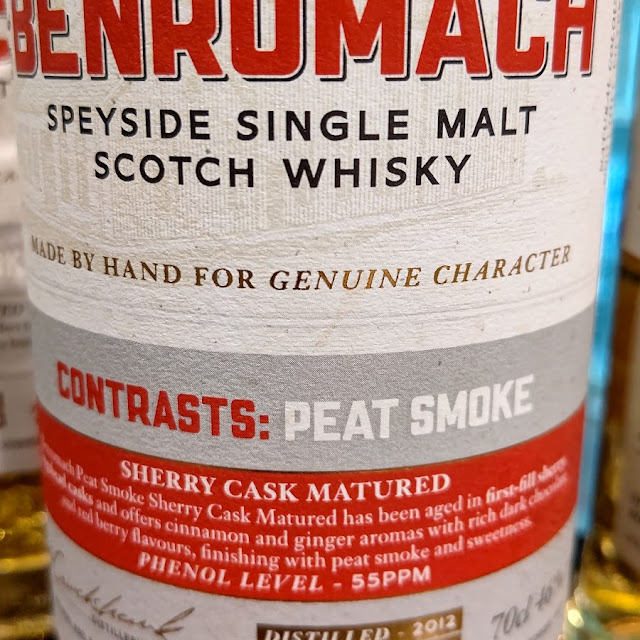 BENROMACH
SPEYSIDE SINGLE MALT
SCOTCH WHISKY
MADE BY HAND FOR GENUINE CHARACTER
CONTRASTS: PEAT SMOKE
SHERRY CASK MATURED
Peat Smoke Sherry Cask Matured has been aged in first-fill sherry
casks and offers cinnamon and ginger aromas with rich dark chocolate
and red berry flavours, finishing with peat smoke and sweetness.
PHENOL LEVEL - 55PPM
DISTILLED - 2012
70cl